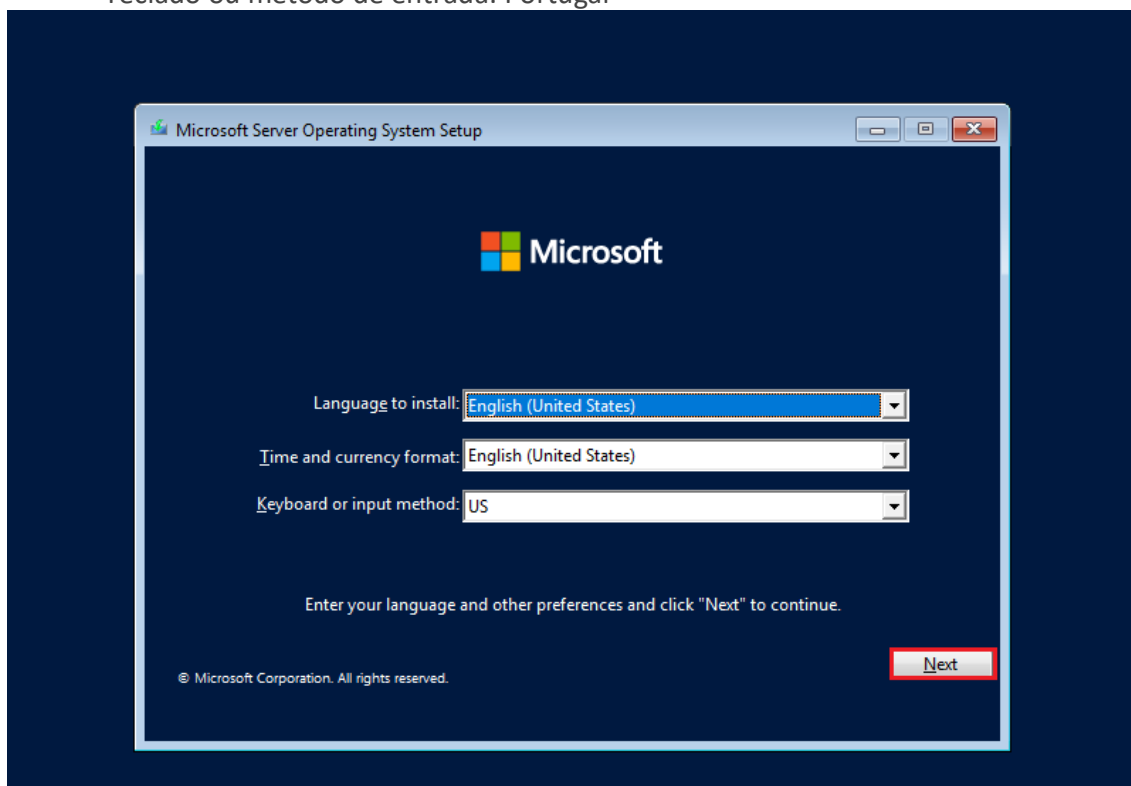 Teclado ou método de entrada: Portugal
Microsoft Server Operating System Setup
Microsoft
Language to install: English (United States)
Time and currency format: English (United States)
Keyboard or input method: US
Enter your language and other preferences and click "Next" to continue.
Next
© Microsoft Corporation. All rights reserved.